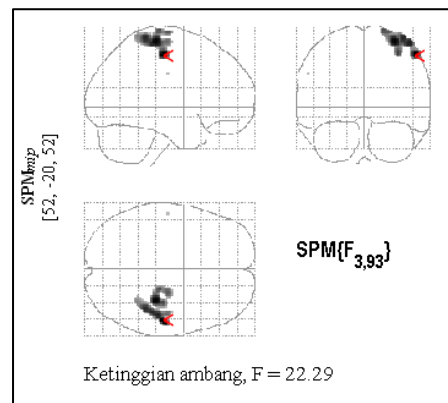 SPMmip
[52, -20, 52]
SPM{F3,93}
Ketinggian ambang, F = 22.29